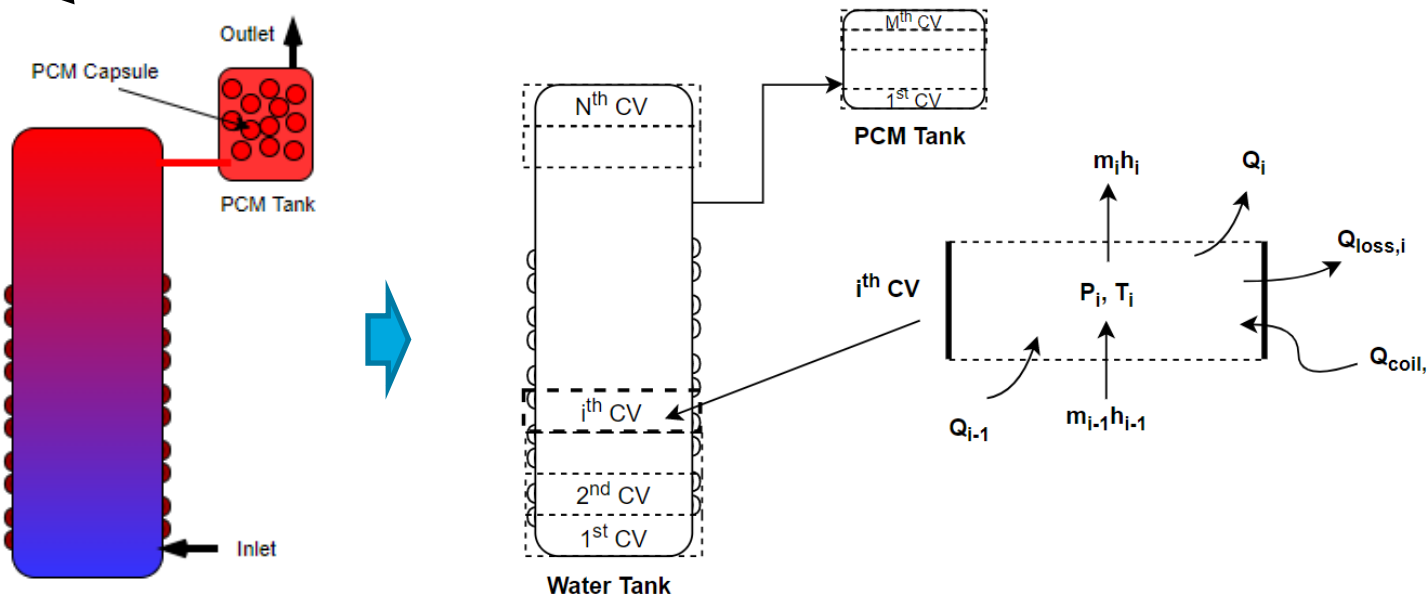 Outlet
PCM Capsule
PCM Tank
Inlet
Nth CV
ith CV
2nd CV
1st CV
Water Tank
Mth CV
1st CV
PCM Tank
ith CV
mihi
Qi
Qloss,i
Pi, Ti
Qcoil,
Qi-1
mi-1hi-1